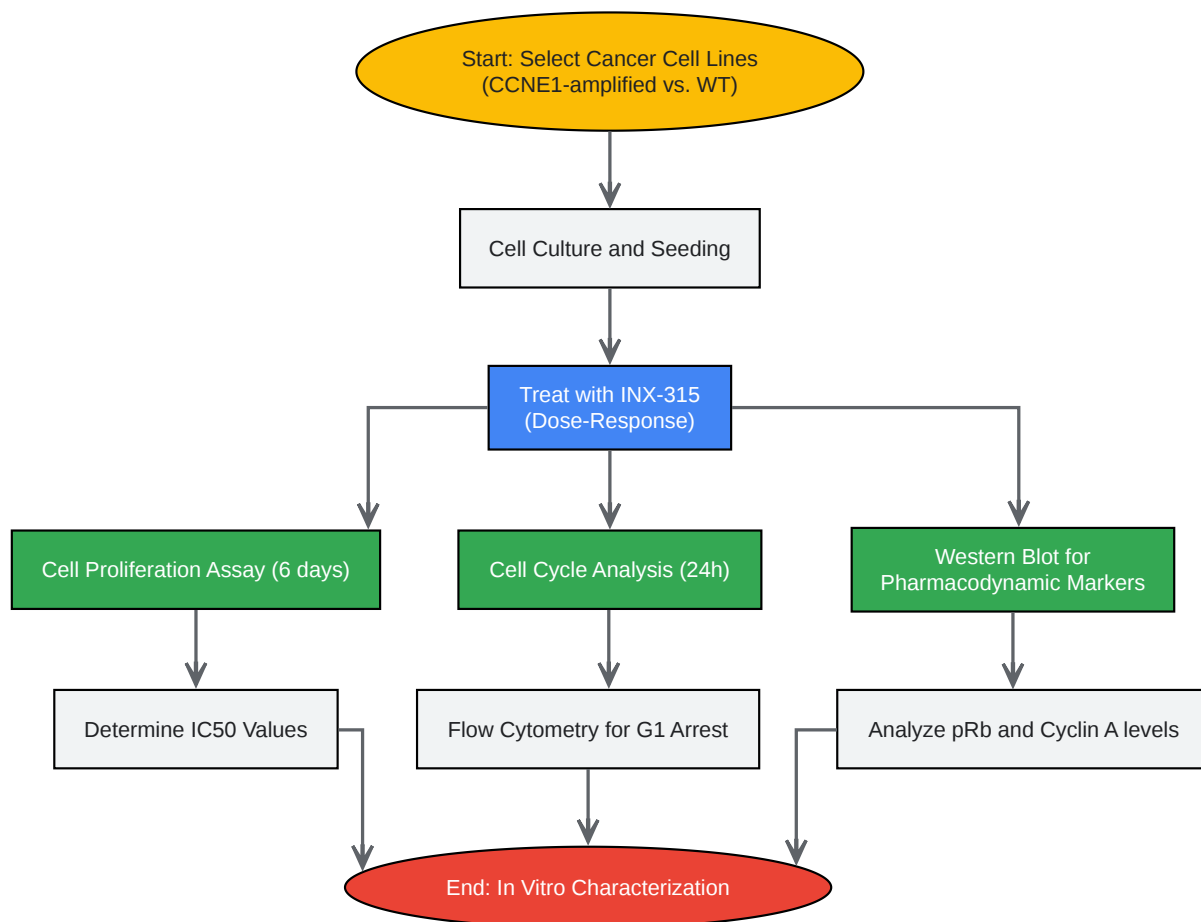 Start: Select Cancer Cell Lines
(CCNE1-amplified vs. WT)
Cell Culture and Seeding
Treat with INX-315
(Dose-Response)
Cell Proliferation Assay (6 days)
Cell Cycle Analysis (24h)
Western Blot for
Pharmacodynamic Markers
Determine IC50 Values
Flow Cytometry for G1 Arrest
Analyze pRb and Cyclin A levels
End: In Vitro Characterization